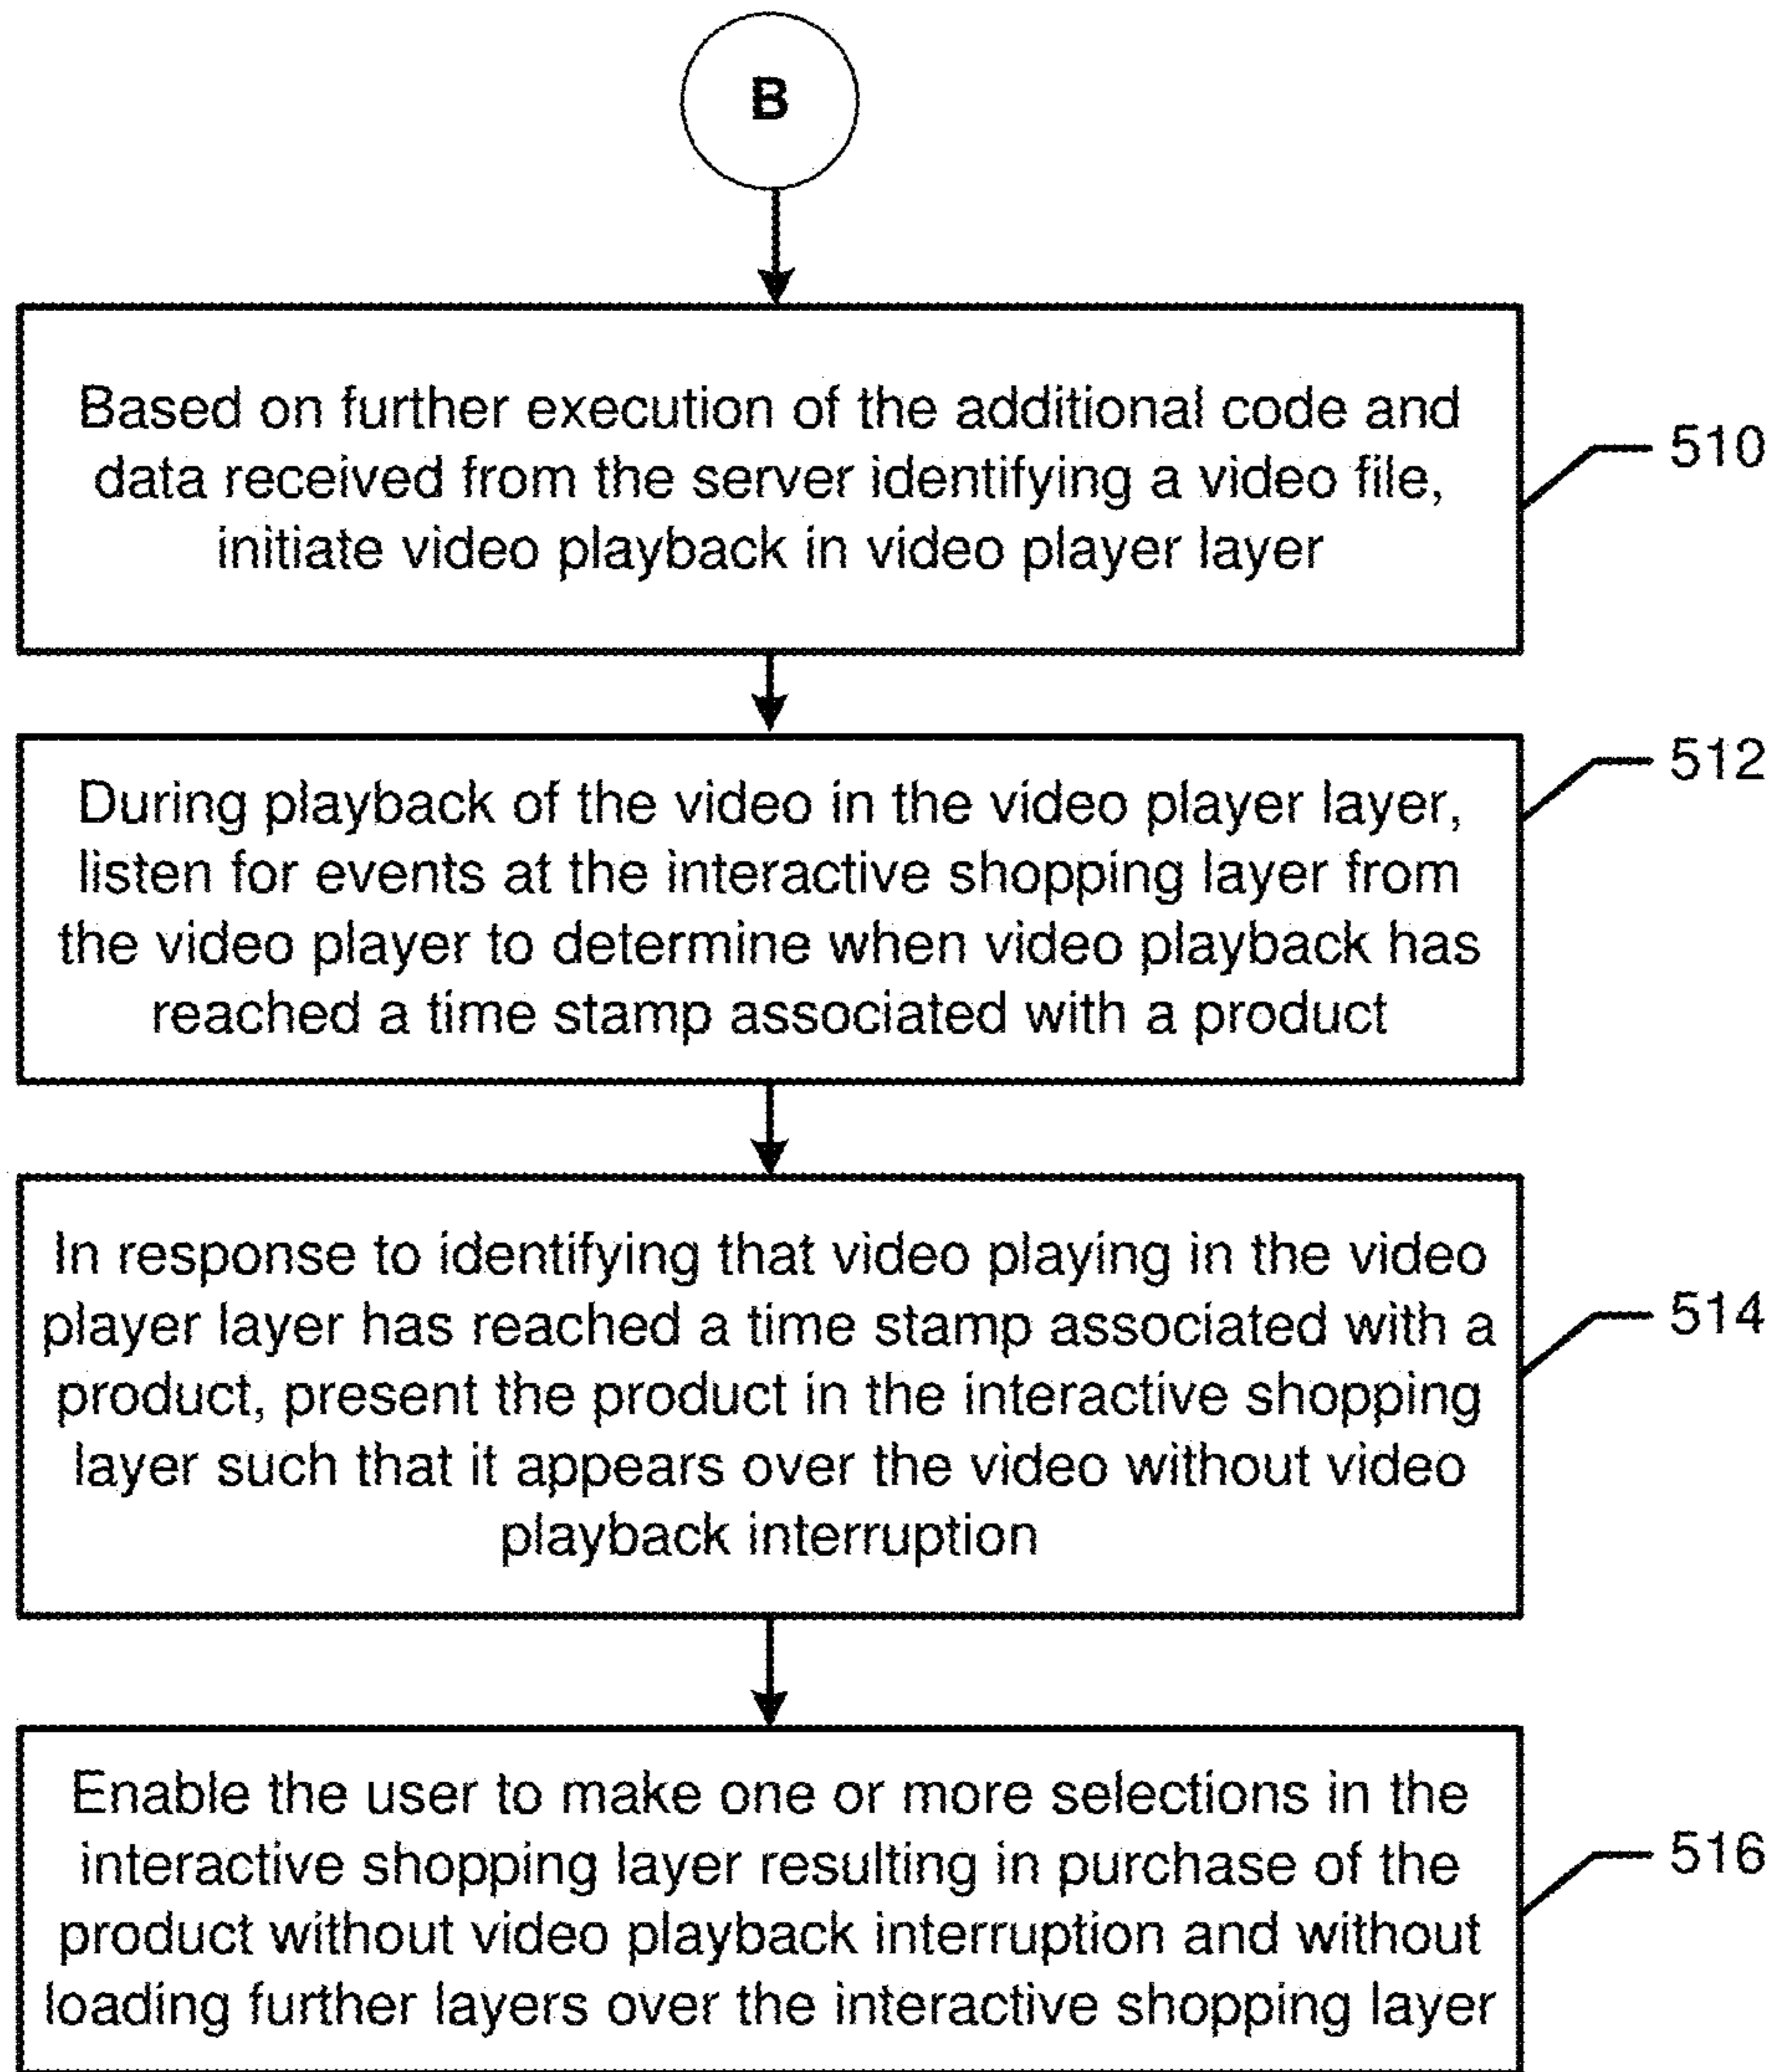 B
Based on further execution of the additional code and
data received from the server identifying a video file,
initiate video playback in video player layer
510
During playback of the video in the video player layer,
listen for events at the interactive shopping layer from
the video player to determine when video playback has
reached a time stamp associated with a product
512
In response to identifying that video playing in the video
player layer has reached a time stamp associated with a
product, present the product in the interactive shopping
layer such that it appears over the video without video
playback interruption
514
Enable the user to make one or more selections in the
interactive shopping layer resulting in purchase of the
product without video playback interruption and without
loading further layers over the interactive shopping layer
516